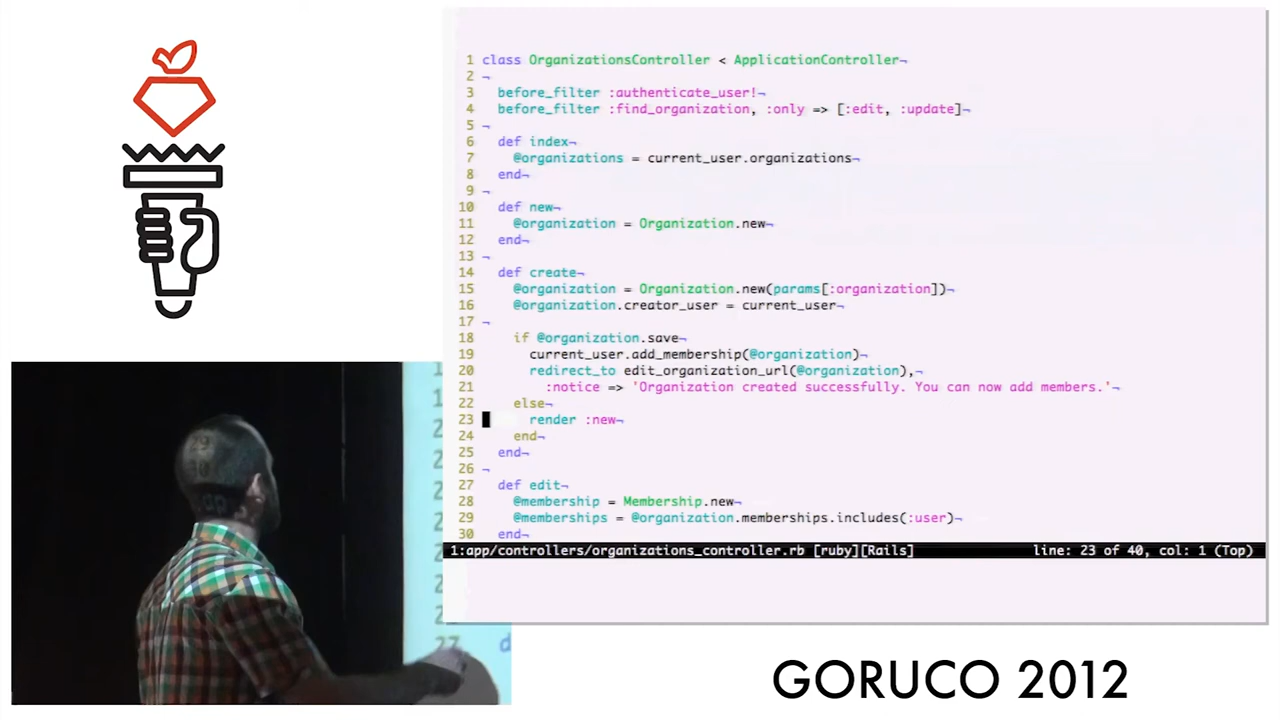 1 class OrganizationsController < ApplicationController¬
2 ¬
3 before_filter :authenticate_user!¬
4 before_filter :find_organization, :only => [:edit, :update]¬
5 ¬
6 def index¬
7 @organizations = current_user.organizations¬
8 end¬
9 ¬
10 def new¬
11 @organization = Organization.new¬
12 end¬
13 ¬
14 def create¬
15 @organization = Organization.new(params[:organization])¬
16 @organization.creator_user = current_user¬
17 ¬
18 if @organization.save¬
19 current_user.add_membership(@organization)¬
20 redirect_to edit_organization_url(@organization),¬
21 :notice => 'Organization created successfully. You can now add members.'¬
22 else¬
23 render :new¬
24 end¬
25 end¬
26 ¬
27 def edit¬
28 @membership = Membership.new¬
29 @memberships = @organization.memberships.includes(:user)¬
30 end¬
1:app/controllers/organizations_controller.rb [ruby][Rails] line: 23 of 40, col: 1 (Top)
29
30
27 d
GORUCO 2012